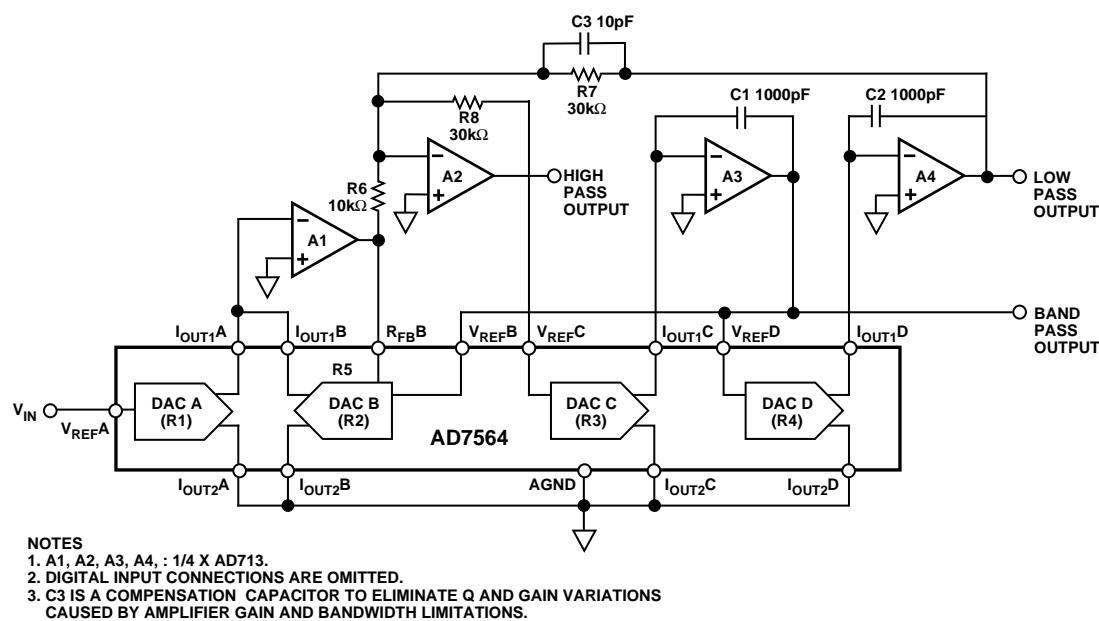 C3 10pF
R7
30kΩ
C1 1000pF
C2 1000pF
R8
30kΩ
A2
A3
A4
HIGH
PASS
OUTPUT
LOW
PASS
OUTPUT
R6
10kΩ
A1
BAND
PASS
OUTPUT
IOUT1A
IOUT1B
RFBB
VREFB
VREFC
IOUT1C
VREFD
IOUT1D
R5
VIN
VREFA
DAC A
(R1)
DAC B
(R2)
AD7564
DAC C
(R3)
DAC D
(R4)
IOUT2A
IOUT2B
AGND
IOUT2C
IOUT2D
NOTES
1. A1, A2, A3, A4, : 1/4 X AD713.
2. DIGITAL INPUT CONNECTIONS ARE OMITTED.
3. C3 IS A COMPENSATION CAPACITOR TO ELIMINATE Q AND GAIN VARIATIONS
CAUSED BY AMPLIFIER GAIN AND BANDWIDTH LIMITATIONS.